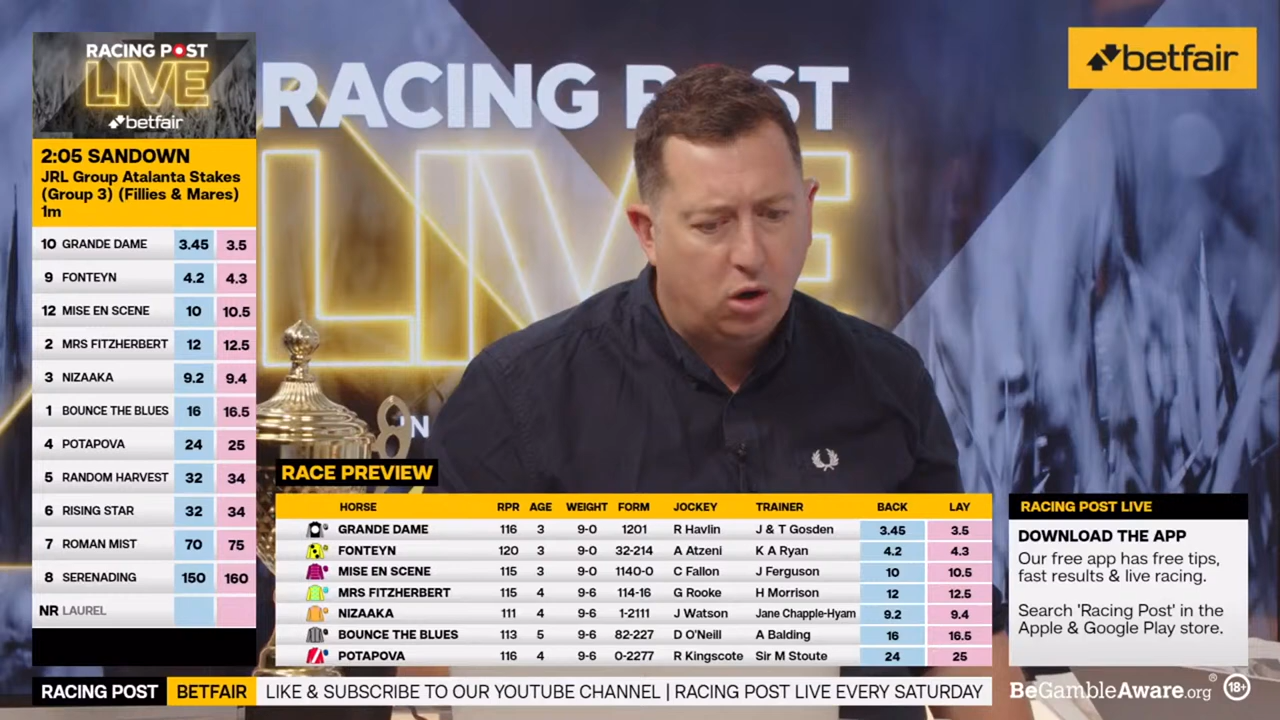 RACING POST
LIVE
betfair
2:05 SANDOWN
JRL Group Atalanta Stakes
(Group 3) (Fillies & Mares)
1m
10 GRANDE DAME 3.45 3.5
9 FONTEYN 4.2 4.3
12 MISE EN SCENE 10 10.5
2 MRS FITZHERBERT 12 12.5
3 NIZAAKA 9.2 9.4
1 BOUNCE THE BLUES 16 16.5
4 POTAPOVA 24 25
5 RANDOM HARVEST 32 34
6 RISING STAR 32 34
7 ROMAN MIST 70 75
8 SERENADING 150 160
NR LAUREL
RACING P ST
LIV
betfair
RACE PREVIEW
HORSE RPR AGE WEIGHT FORM JOCKEY TRAINER BACK LAY
GRANDE DAME 116 3 9-0 1201 R Havlin J & T Gosden 3.45 3.5
FONTEYN 120 3 9-0 32-214 A Atzeni K A Ryan 4.2 4.3
MISE EN SCENE 115 3 9-0 1140-0 C Fallon J Ferguson 10 10.5
MRS FITZHERBERT 115 4 9-6 114-16 G Rooke H Morrison 12 12.5
NIZAAKA 111 4 9-6 1-2111 J Watson Jane Chapple-Hyam 9.2 9.4
BOUNCE THE BLUES 113 5 9-6 82-227 D O'Neill A Balding 16 16.5
POTAPOVA 116 4 9-6 0-2277 R Kingscote Sir M Stoute 24 25
RACING POST LIVE
DOWNLOAD THE APP
Our free app has free tips,
fast results & live racing.
Search 'Racing Post' in the
Apple & Google Play store.
RACING POST BETFAIR LIKE & SUBSCRIBE TO OUR YOUTUBE CHANNEL | RACING POST LIVE EVERY SATURDAY
BeGambleAware.org® 18+